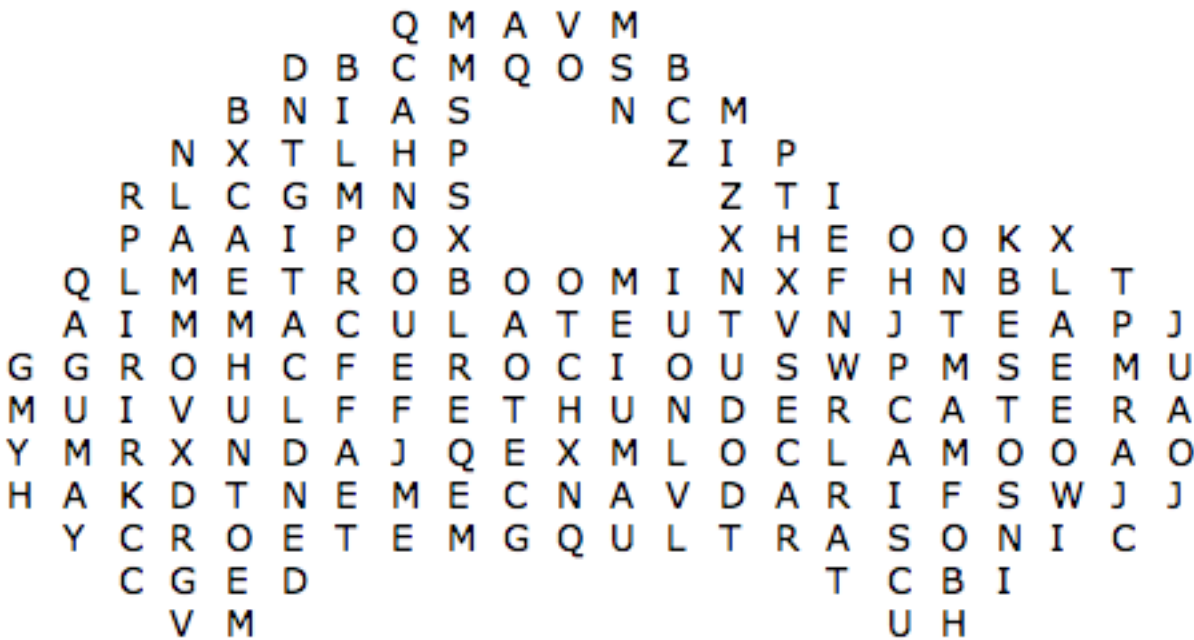 Q M A V M
D B C M Q O S B
B N I A S N C M
N X T L H P Z I P
R L C G M N S Z T I
P A A I P O X X H E O O K X
Q L M E T R O B O O M I N X F H N B L T
A I M M A C U L A T E U T V N J T E A P J
G G R O H C F E R O C I O U S W P M S E M U
M U I V U L F F E T H U N D E R C A T E R A
Y M R X N D A J Q E X M L O C L A M O O A O
H A K D T N E M E C N A V D A R I F S W J J
Y C R O E T E M G Q U L T R A S O N I C
C G E D T C B I
V M U H